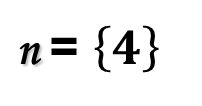 n = {4}